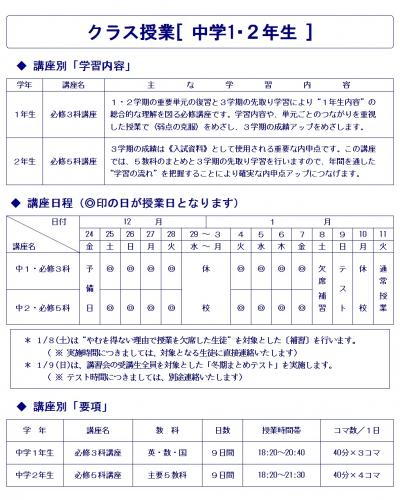 クラス授業[ 中学1・2年生 ]
◆ 講座別「学習内容」
学年 講座名 主な学習内容
1年生 必修3科講座 1・2学期の重要単元の復習と3学期の先取り学習により“1年生内容”の
総合的な理解を図る必修講座です。学習内容や、単元ごとのつながりを重視
した授業で〈弱点の克服〉をめざし、3学期の成績アップをめざします。
2年生 必修5科講座 3学期の成績は《入試資料》として使用される重要な内申点です。この講座
では、5教科のまとめと3学期の先取り学習を行いますので、年間を通した
“学習の流れ”を把握することにより確実な内申点アップにつなげます。
◆ 講座日程（◎印の日が授業日となります）
日付 12月 1月
講座名 24 25 26 27 28 29～3 4 5 6 7 8 9 10 11
金 土 日 月 火 水～月 火 水 木 金 土 日 月 火
中1・必修3科 予備日 ◎ ◎ ◎ ◎ 休校 ◎ ◎ ◎ ◎ 欠席補習 テスト 休校 通常授業
中2・必修5科 ◎ ◎ ◎ ◎ ◎ ◎ ◎ ◎
＊ 1/8(土)は“やむを得ない理由で授業を欠席した生徒”を対象とした〔補習〕を行います。
（ ※ 実施時間につきましては、対象となる生徒に直接連絡いたします）
＊ 1/9(日)は、講習会の受講生全員を対象とした「冬期まとめテスト」を実施します。
（ ※ テスト時間につきましては、別途連絡いたします）
◆ 講座別「要項」
学 年 講座名 教 科 日数 授業時間帯 コマ数/1日
中学1年生 必修3科講座 英・数・国 9日間 18:20~20:40 40分×3コマ
中学2年生 必修5科講座 主要5教科 9日間 18:20~21:30 40分×4コマ